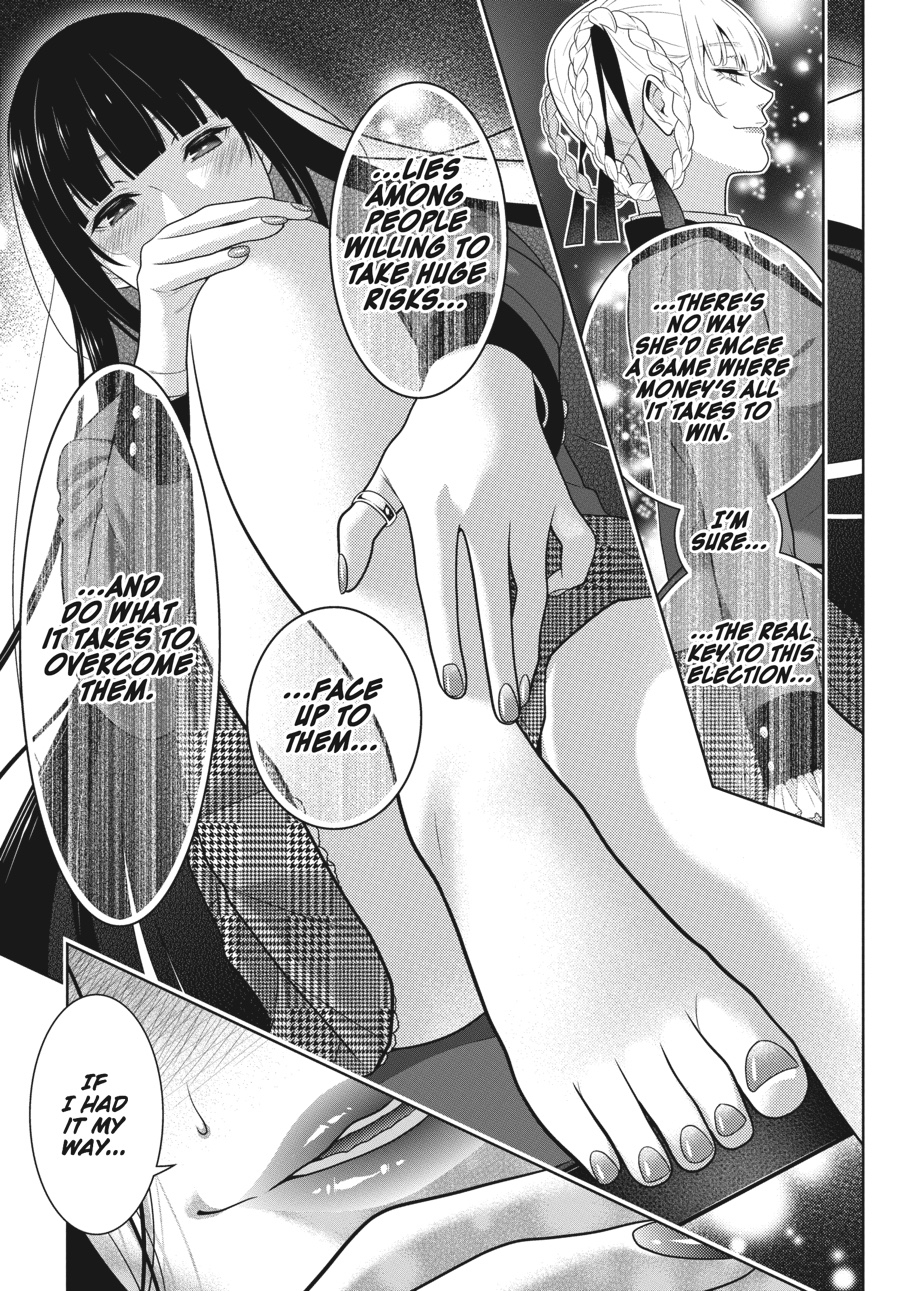 ...THERE'S
NO WAY
SHE'D EMCEE
A GAME WHERE
MONEY'S ALL
IT TAKES TO
WIN.
I'M
SURE...
...THE REAL
KEY TO THIS
ELECTION...
...LIES
AMONG
PEOPLE
WILLING TO
TAKE HUGE
RISKS...
...FACE
UP TO
THEM...
...AND
DO WHAT
IT TAKES TO
OVERCOME
THEM.
IF
I HAD
IT MY
WAY...